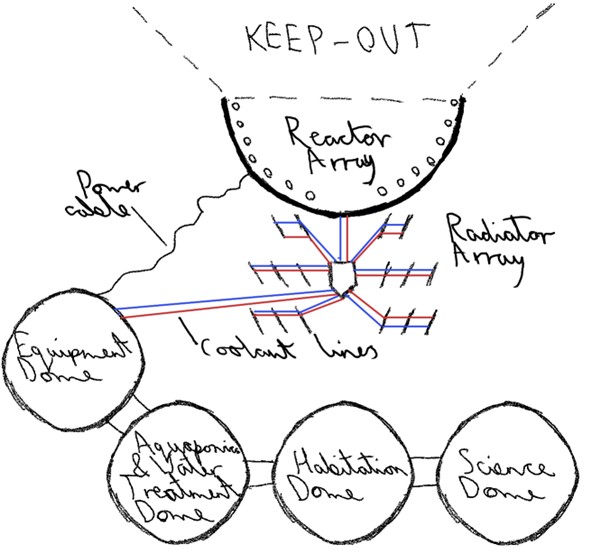 KEEP-OUT
Reactor
Array
Power
cable
Radiator
Array
Coolant lines
Equipment
Dome
Aquaponics
& Water
Treatment
Dome
Habitation
Dome
Science
Dome